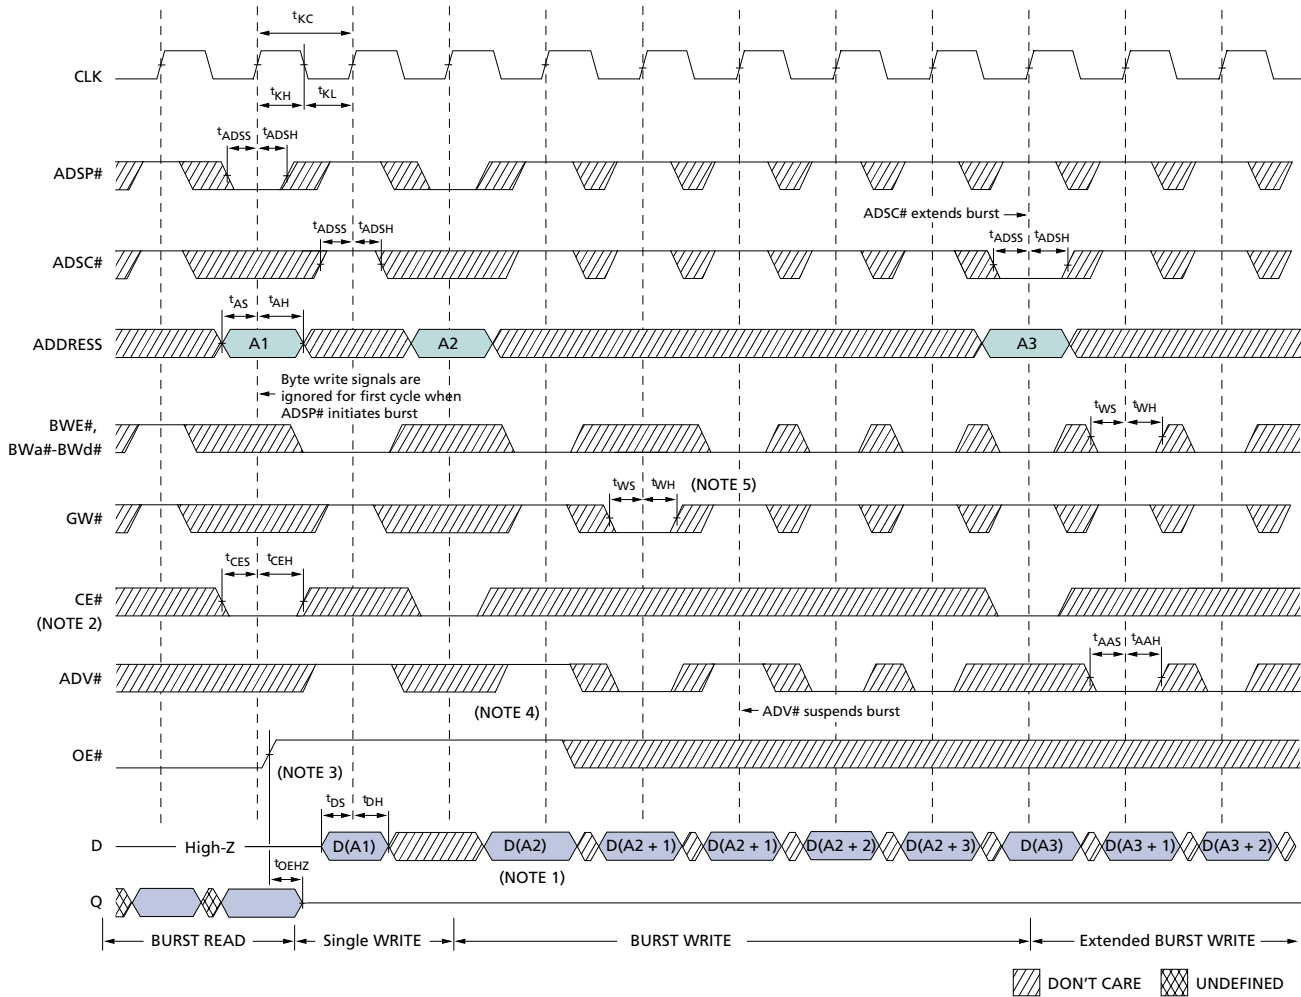 tKC
CLK
tKH
tKL
tADSS
tADSH
ADSP#
ADSC# extends burst
tADSS
tADSH
tADSS
tADSH
ADSC#
tAS
tAH
ADDRESS
A1
A2
A3
Byte write signals are
ignored for first cycle when
ADSP# initiates burst
BWE#,
BWa#-BWd#
tWS
tWH
tWS
tWH
(NOTE 5)
GW#
tCES
tCEH
CE#
(NOTE 2)
tAAS
tAAH
ADV#
(NOTE 4)
ADV# suspends burst
OE#
(NOTE 3)
tDS
tDH
D
High-Z
D(A1)
D(A2)
D(A2 + 1)
D(A2 + 1)
D(A2 + 2)
D(A2 + 3)
D(A3)
D(A3 + 1)
D(A3 + 2)
tOEHZ
(NOTE 1)
Q
BURST READ
Single WRITE
BURST WRITE
Extended BURST WRITE
DON'T CARE
UNDEFINED